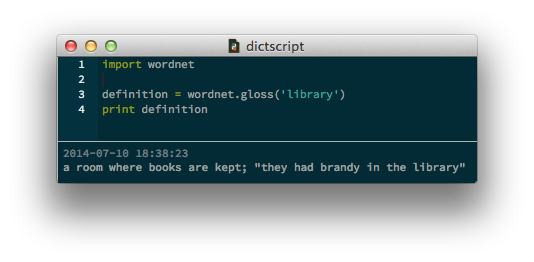 dictscript
1 import wordnet
2
3 definition = wordnet.gloss('library')
4 print definition
2014-07-10 18:38:23
a room where books are kept; "they had brandy in the library"